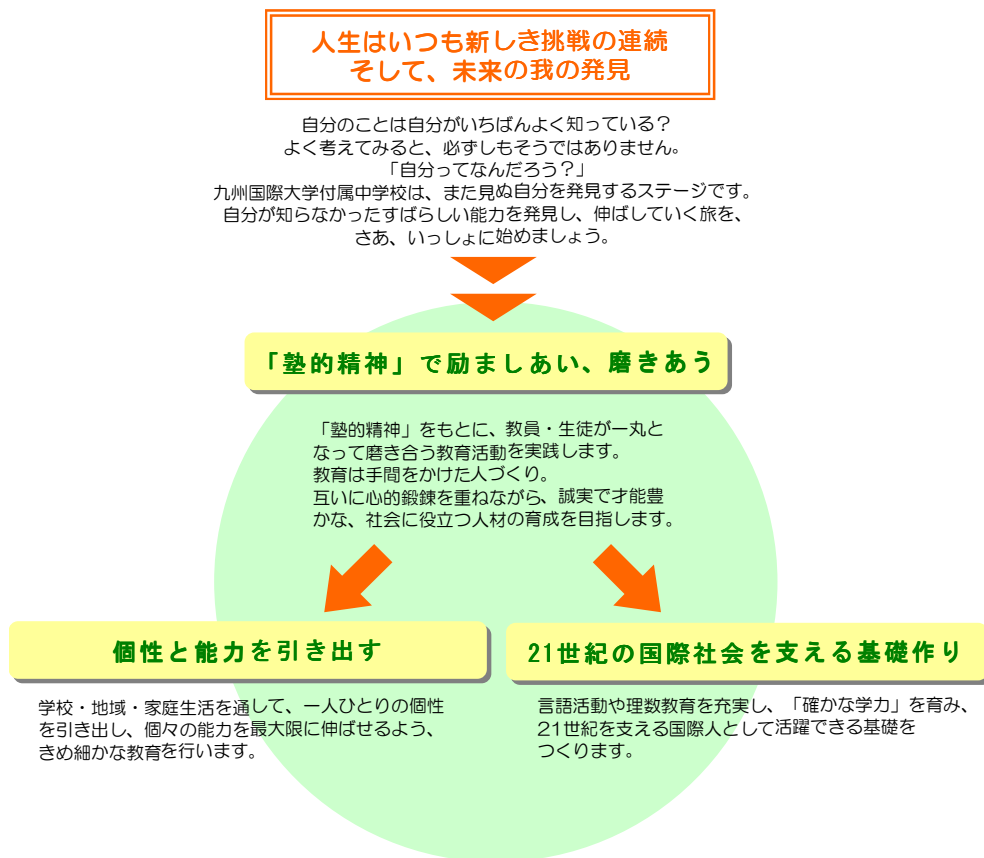 人生はいつも新しき挑戦の連続
そして、未来の我の発見
自分のことは自分がいちばんよく知っている？
よく考えてみると、必ずしもそうではありません。
「自分ってなんだろう？」
九州国際大学付属中学校は、また見ぬ自分を発見するステージです。
自分が知らなかったすばらしい能力を発見し、伸ばしていく旅を、
さあ、いっしょに始めましょう。
「塾的精神」で励ましあい、磨きあう
「塾的精神」をもとに、教員・生徒が一丸と
なって磨き合う教育活動を実践します。
教育は手間をかけた人づくり。
互いに心的鍛錬を重ねながら、誠実で才能豊
かな、社会に役立つ人材の育成を目指します。
個性と能力を引き出す
学校・地域・家庭生活を通して、一人ひとりの個性
を引き出し、個々の能力を最大限に伸ばせるよう、
きめ細かな教育を行います。
21世紀の国際社会を支える基礎作り
言語活動や理数教育を充実し、「確かな学力」を育み、
21世紀を支える国際人として活躍できる基礎を
つくります。